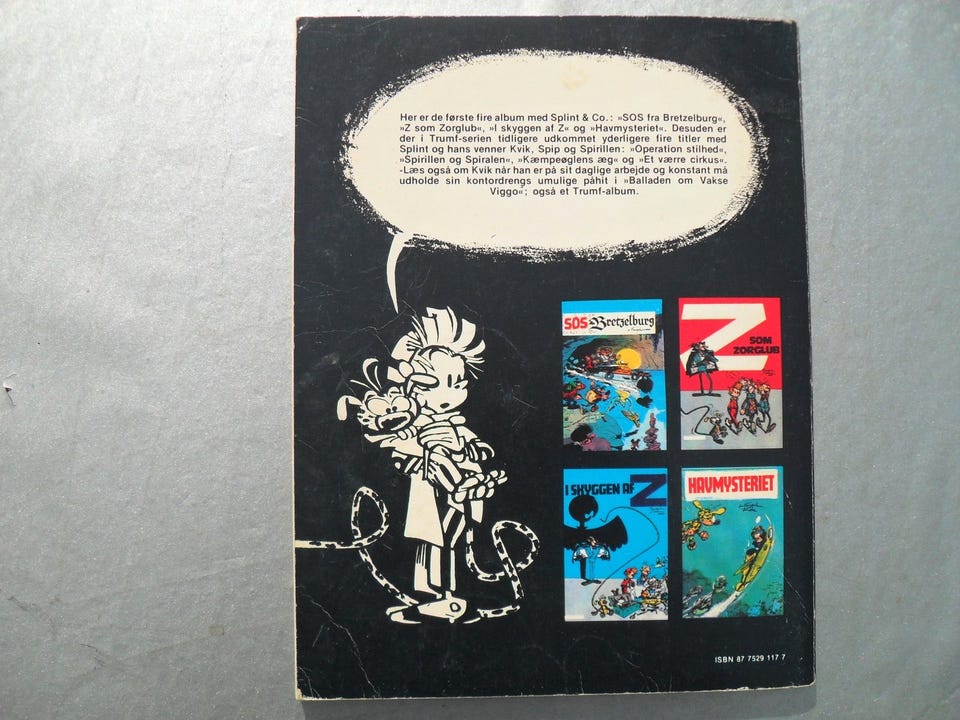 Her er de første fire album med Splint & Co.: »SOS fra Bretzelburg«,
»Z som Zorglub«, »I skyggen af Z« og »Havmysteriet«. Desuden er
der i Trumf-serien tidligere udkommet yderligere fire titler med
Splint og hans venner Kvik, Spip og Spirillen: »Operation stilhed«,
»Spirillen og Spiralen«, »Kæmpeøglens æg« og »Et værre cirkus«.
-Læs også om Kvik når han er på sit daglige arbejde og konstant må
udholde sin kontordrengs umulige påhit i »Balladen om Vakse
Viggo«; også et Trumf-album.
SOS Bretzelburg
Z
SOM
ZORGLUB
I SKYGGEN AF Z
HAVMYSTERIET
ISBN 87 7529 117 7